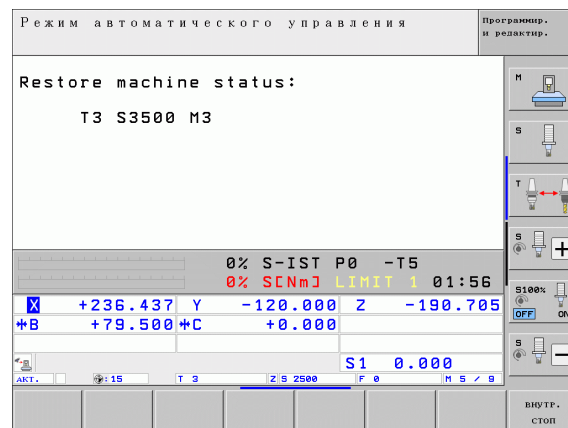 Режим автоматического управления
Программир.
и редактир.
Restore machine status:
T3 S3500 M3
M
S
T
S
S100%
OFF ON
S
0% S-IST P0 -T5
0% S[Nm] LIMIT 1 01:56
X +236.437 Y -120.000 Z -190.705
*B +79.500 *C +0.000
S1 0.000
АКТ. : 15 T 3 Z S 2500 F 0 M 5 / 9
ВНУТР.
СТОП